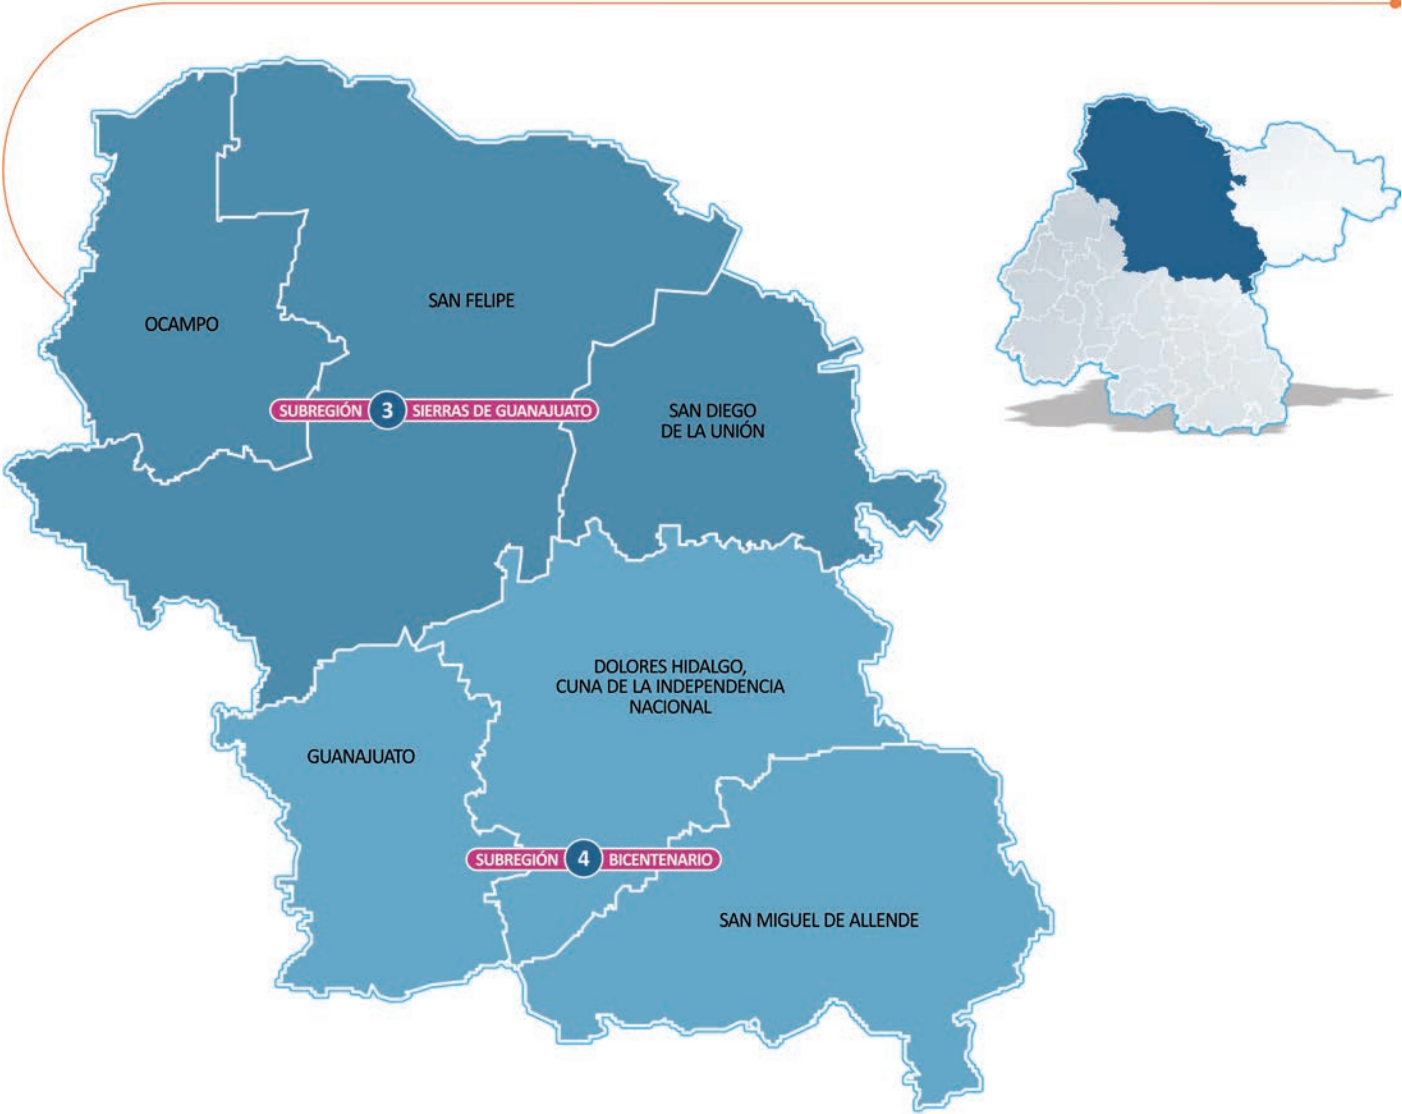 SAN FELIPE
OCAMPO
SUBREGIÓN 3 SIERRAS DE GUANAJUATO
SAN DIEGO
DE LA UNIÓN
DOLORES HIDALGO,
CUNA DE LA INDEPENDENCIA
NACIONAL
GUANAJUATO
SUBREGIÓN 4 BICENTENARIO
SAN MIGUEL DE ALLENDE